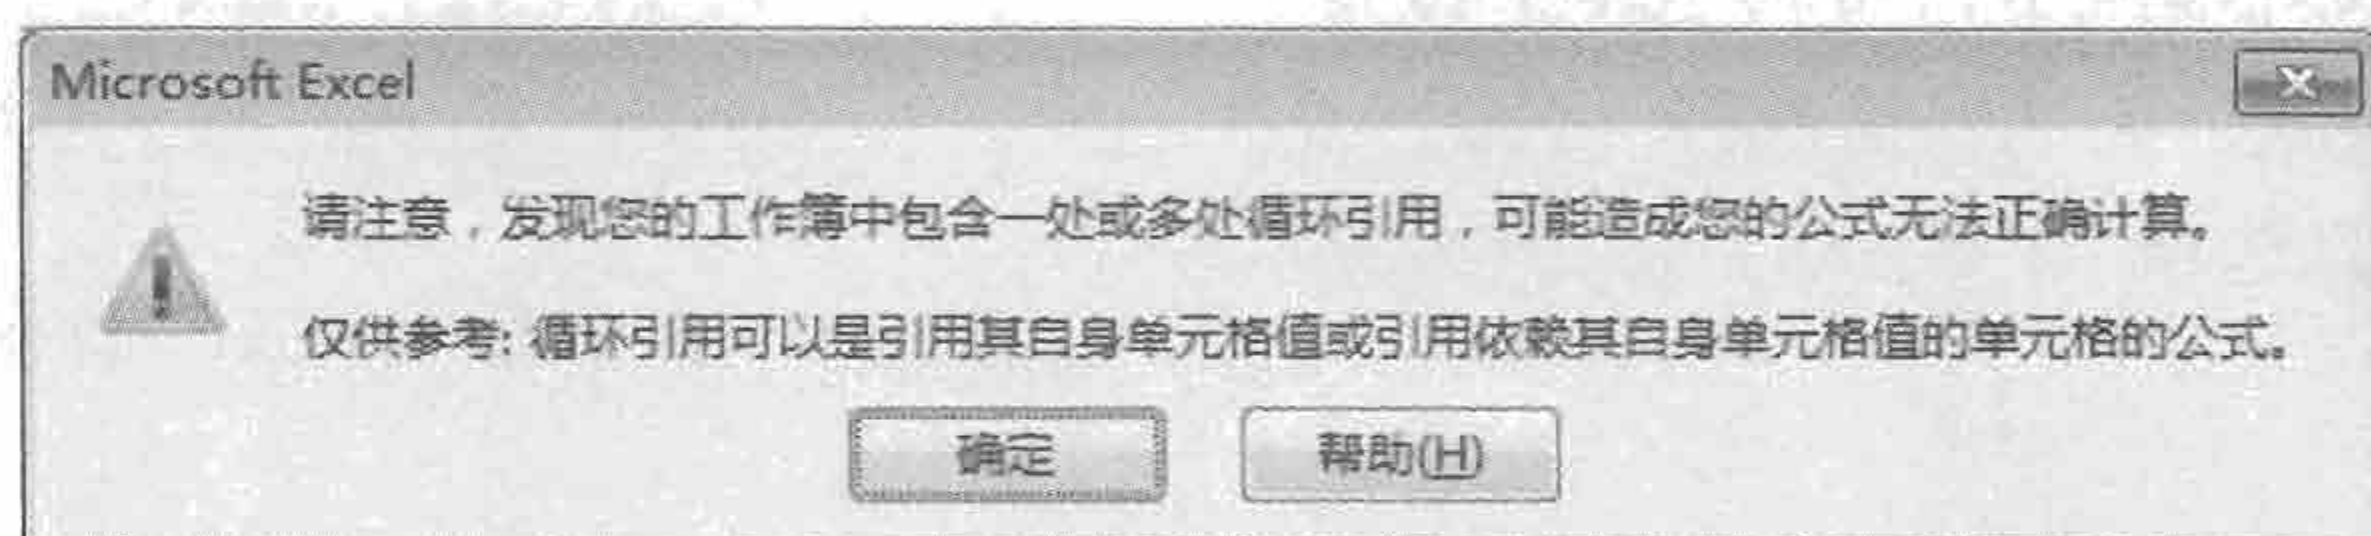 Microsoft Excel
请注意，发现您的工作簿中包含一处或多处循环引用，可能造成您的公式无法正确计算。
仅供参考: 循环引用可以是引用其自身单元格值或引用依赖其自身单元格值的单元格的公式。
确定 帮助(H)